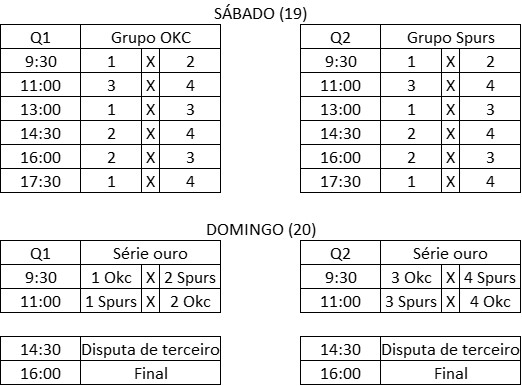 SÁBADO (19)
Q1 Grupo OKC Q2 Grupo Spurs
9:30 1 X 2 9:30 1 X 2
11:00 3 X 4 11:00 3 X 4
13:00 1 X 3 13:00 1 X 3
14:30 2 X 4 14:30 2 X 4
16:00 2 X 3 16:00 2 X 3
17:30 1 X 4 17:30 1 X 4
DOMINGO (20)
Q1 Série ouro Q2 Série ouro
9:30 1 Okc X 2 Spurs 9:30 3 Okc X 4 Spurs
11:00 1 Spurs X 2 Okc 11:00 3 Spurs X 4 Okc
14:30 Disputa de terceiro 14:30 Disputa de terceiro
16:00 Final 16:00 Final